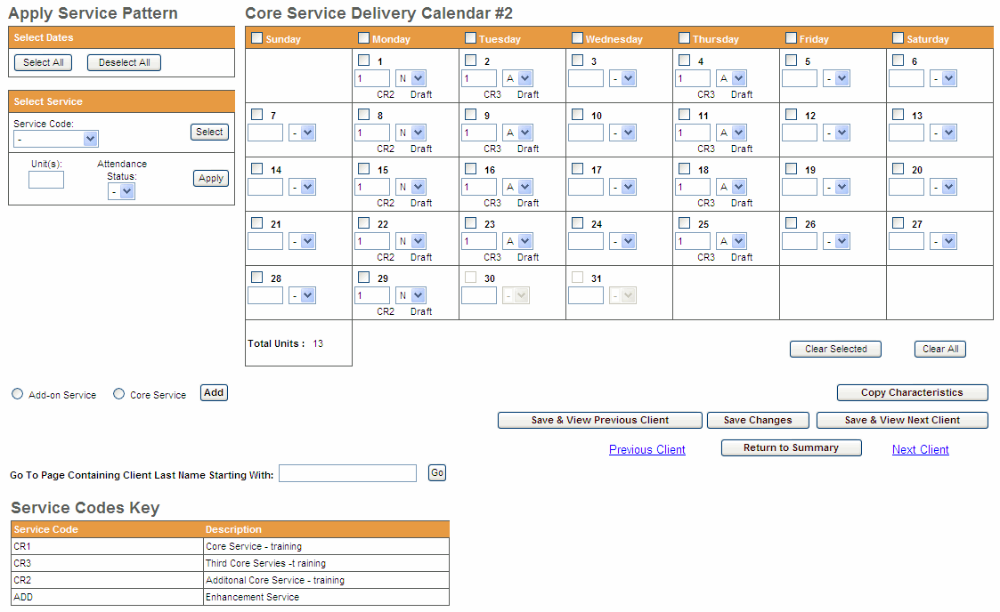 Apply Service Pattern
Core Service Delivery Calendar #2
Select Dates
Select All Deselect All
Select Service
Service Code:
- Select
Unit(s): Attendance Status:
- Apply
Sunday Monday Tuesday Wednesday Thursday Friday Saturday
1 2 3 4 5 6
1 N 1 A - 1 A - -
CR2 Draft CR3 Draft CR3 Draft
7 8 9 10 11 12 13
- 1 N 1 A - 1 A - -
CR2 Draft CR3 Draft CR3 Draft
14 15 16 17 18 19 20
- 1 N 1 A - 1 A - -
CR2 Draft CR3 Draft CR3 Draft
21 22 23 24 25 26 27
- 1 N 1 A - 1 A - -
CR2 Draft CR3 Draft CR3 Draft
28 29 30 31
- 1 N - -
CR2 Draft
Total Units : 13
Clear Selected Clear All
Add-on Service Core Service Add
Copy Characteristics
Save & View Previous Client Save Changes Save & View Next Client
Previous Client Return to Summary Next Client
Go To Page Containing Client Last Name Starting With: Go
Service Codes Key
Service Code Description
CR1 Core Service - training
CR3 Third Core Servies -t raining
CR2 Additonal Core Service - training
ADD Enhancement Service